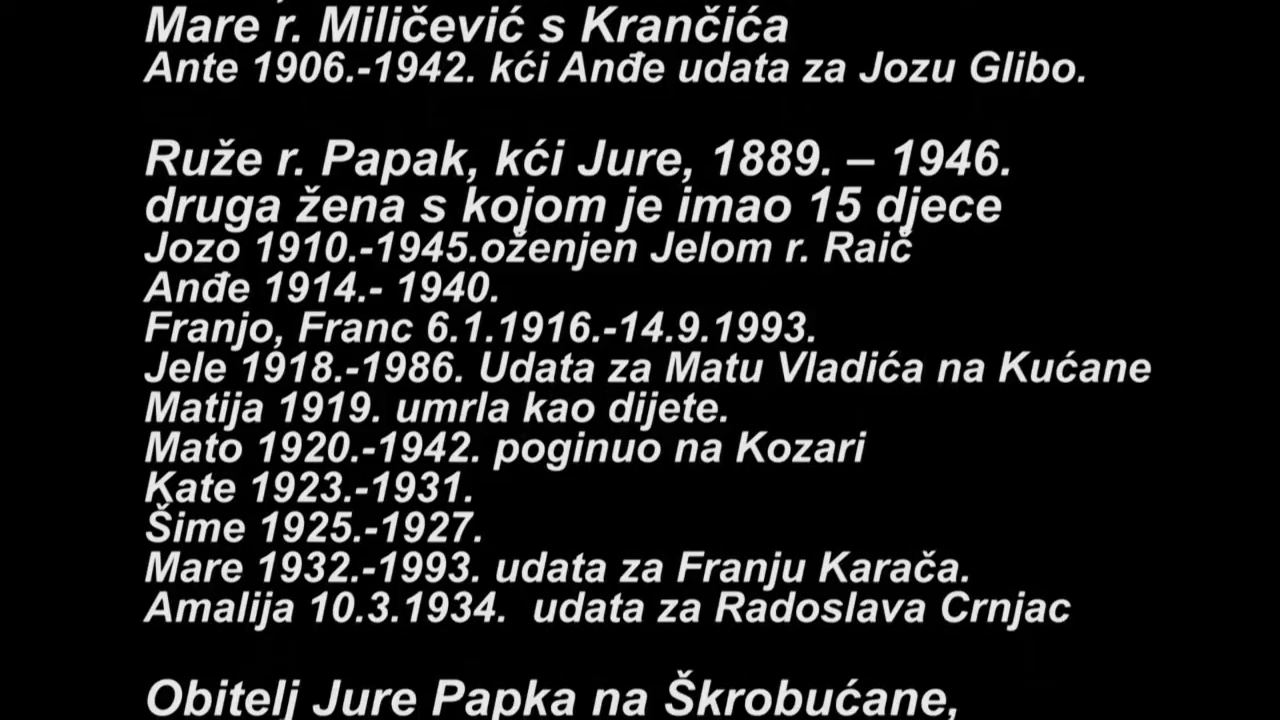 Mare r. Miličević s Krančića
Ante 1906.-1942. kći Anđe udata za Jozu Glibo.
Ruže r. Papak, kći Jure, 1889. – 1946.
druga žena s kojom je imao 15 djece
Jozo 1910.-1945.oženjen Jelom r. Raič
Anđe 1914.- 1940.
Franjo, Franc 6.1.1916.-14.9.1993.
Jele 1918.-1986. Udata za Matu Vladića na Kućane
Matija 1919. umrla kao dijete.
Mato 1920.-1942. poginuo na Kozari
Kate 1923.-1931.
Šime 1925.-1927.
Mare 1932.-1993. udata za Franju Karača.
Amalija 10.3.1934.  udata za Radoslava Crnjac
Obitelj Jure Papka na Škrobućane,